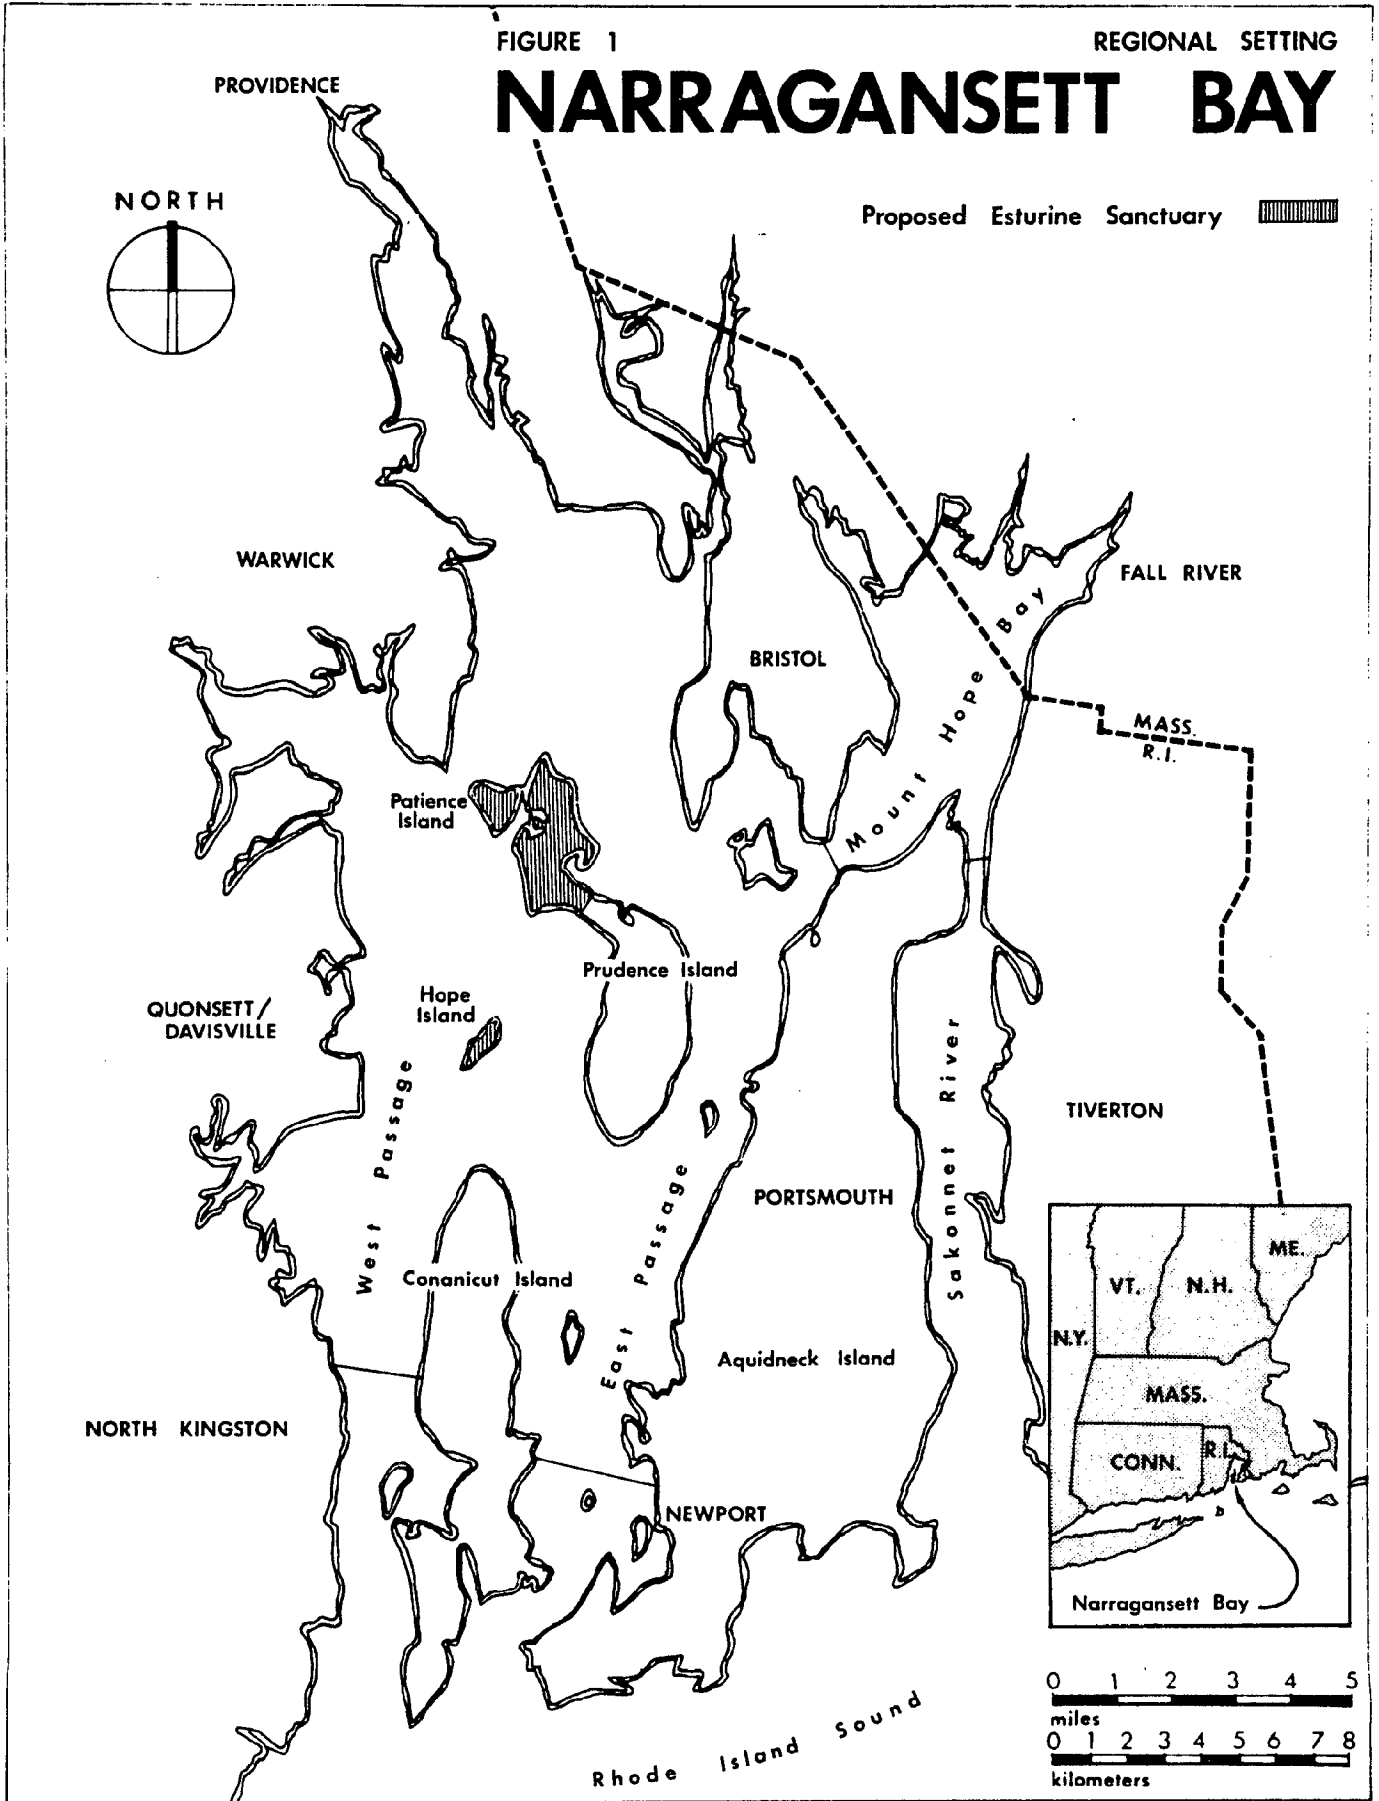 FIGURE 1
REGIONAL SETTING
NARRAGANSETT BAY
PROVIDENCE
NORTH
Proposed Esturine Sanctuary
WARWICK
FALL RIVER
BRISTOL
Mount Hope Bay
MASS.
R.I.
Patience
Island
Prudence Island
Hope
Island
QUONSETT/
DAVISVILLE
West Passage
East Passage
Sakonnet River
TIVERTON
PORTSMOUTH
Conanicut Island
Aquidneck Island
NORTH KINGSTON
NEWPORT
ME.
VT.
N.H.
N.Y.
MASS.
CONN.
R.I.
Narragansett Bay
Rhode Island Sound
0 1 2 3 4 5
miles
0 1 2 3 4 5 6 7 8
kilometers